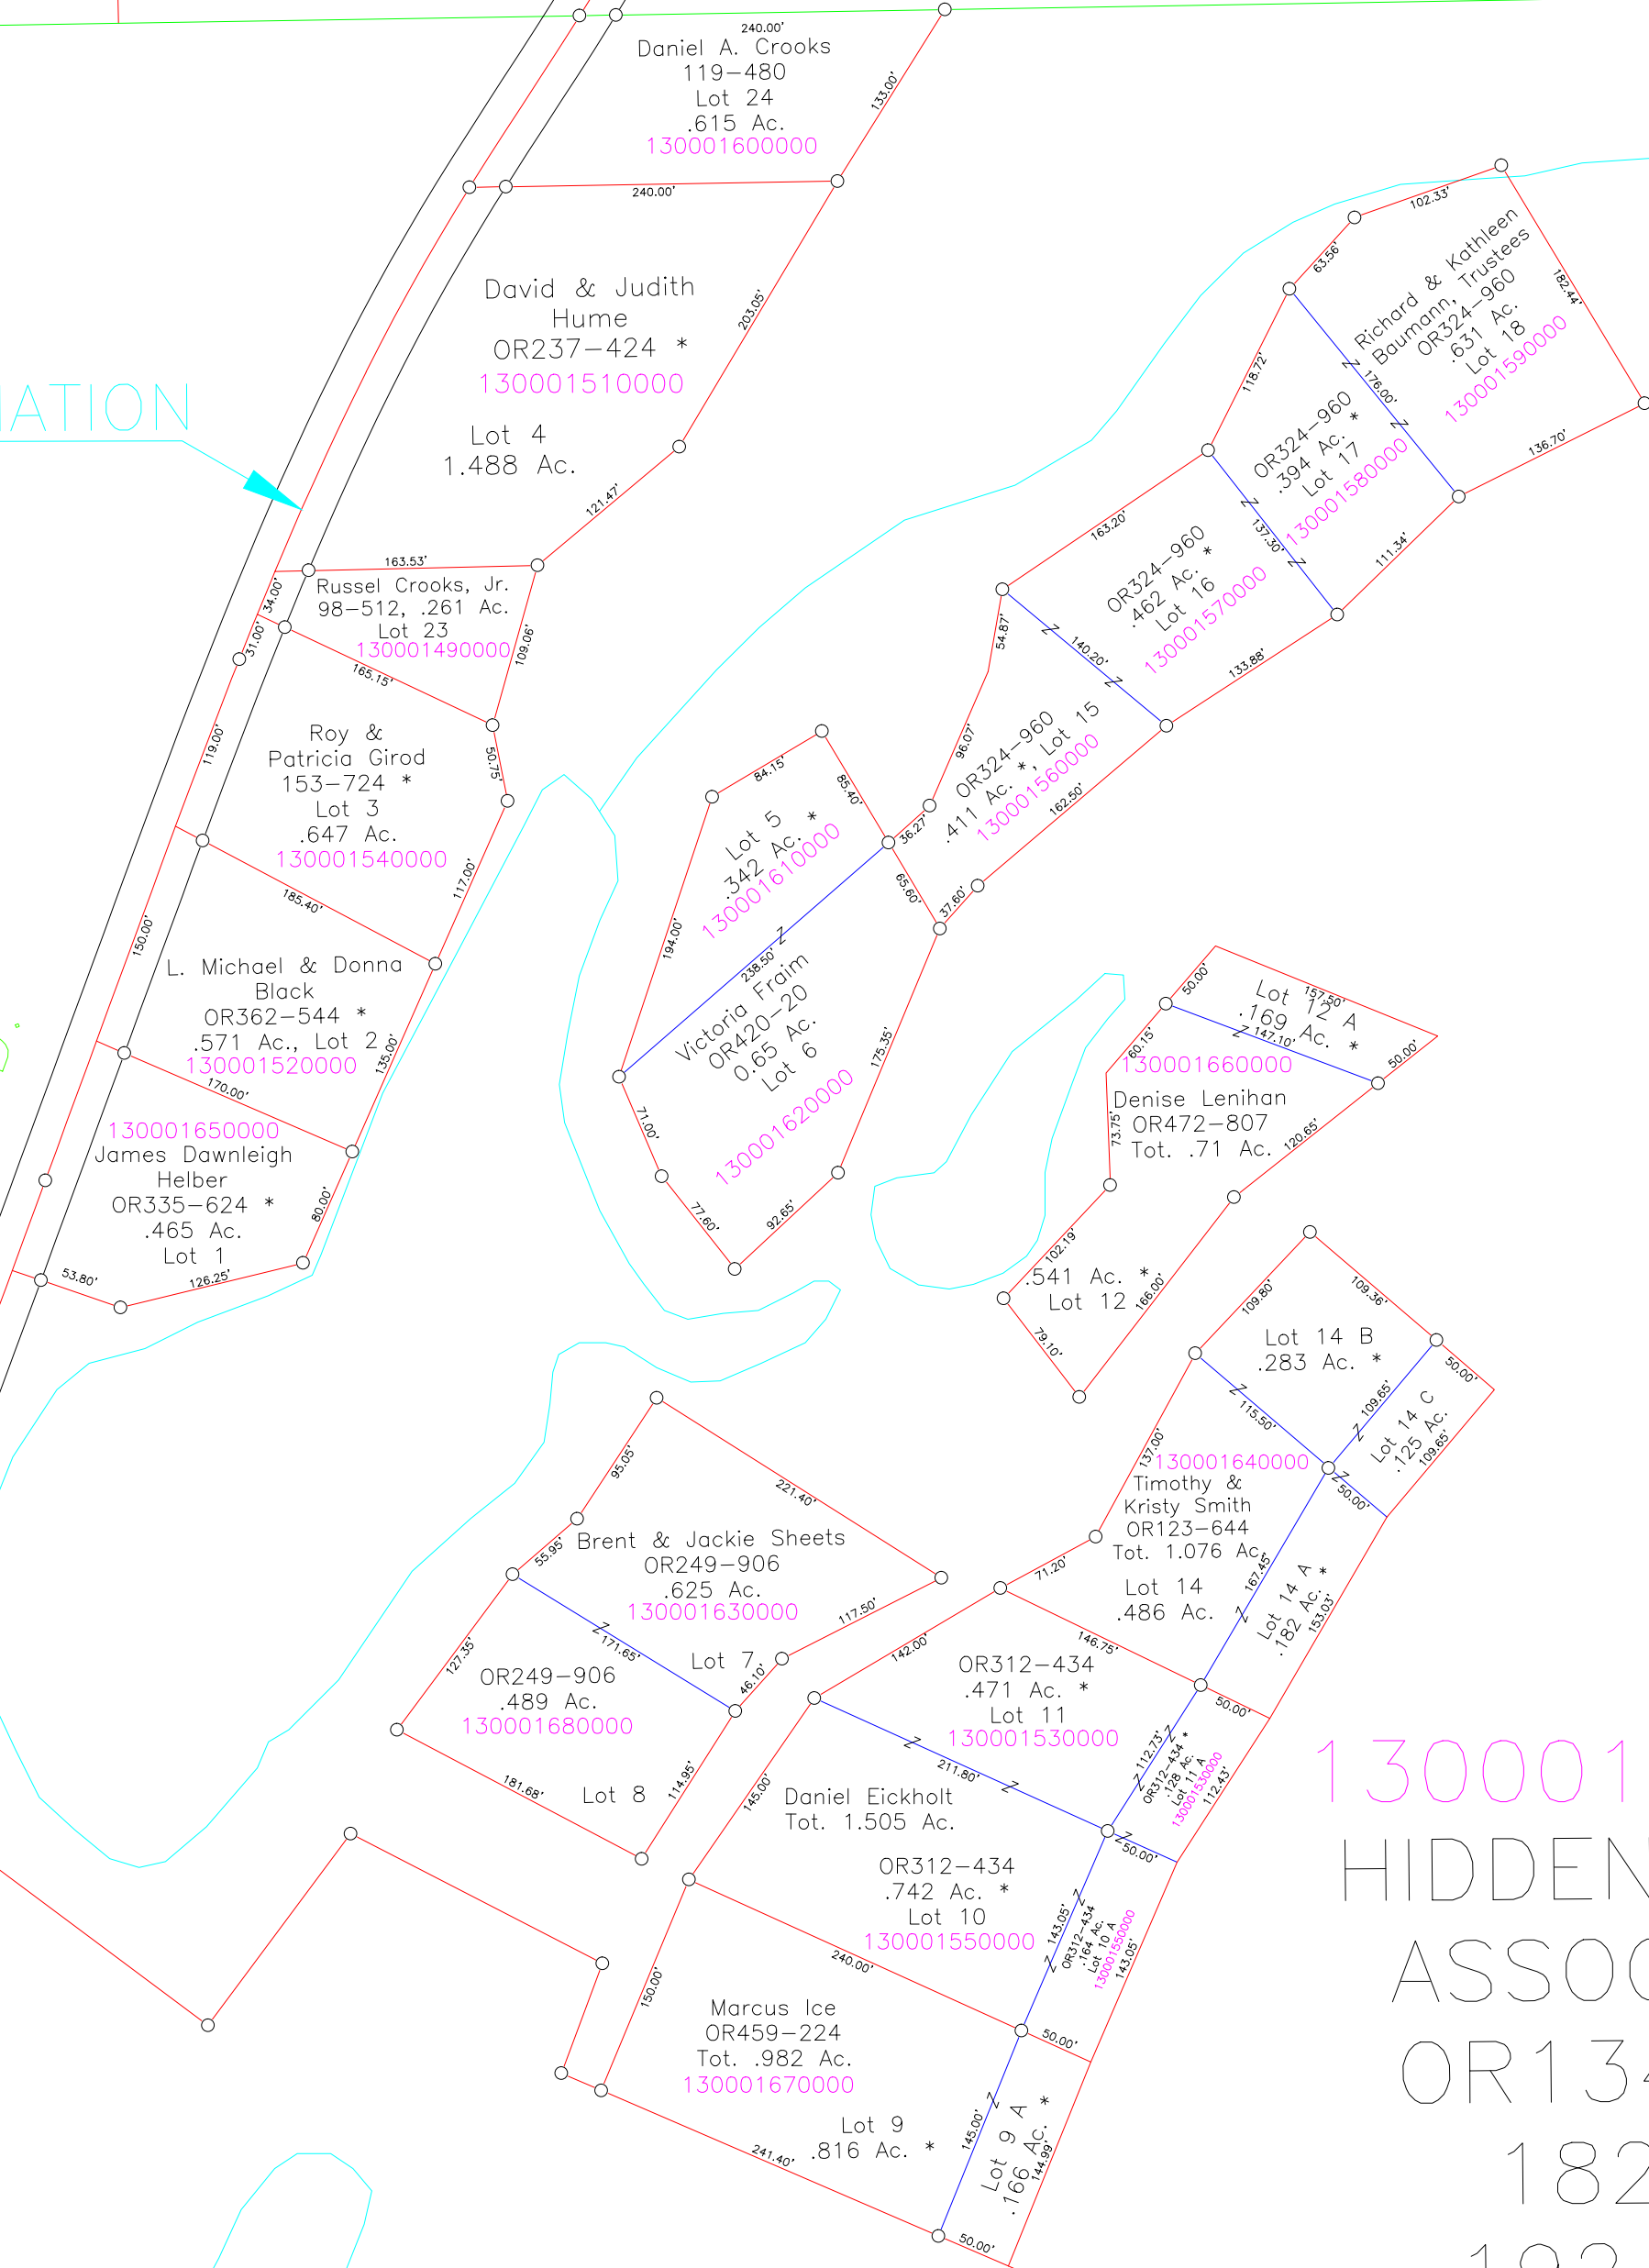 240.00'
Daniel A. Crooks
119-480
Lot 24
.615 Ac.
130001600000
133.00'
240.00'
David & Judith
Hume
OR237-424 *
130001510000
Lot 4
1.488 Ac.
203.05'
121.47'
163.53'
34.00'
31.00'
Russel Crooks, Jr.
98-512, .261 Ac.
Lot 23
130001490000
109.06'
165.15'
119.00'
Roy &
Patricia Girod
153-724 *
Lot 3
.647 Ac.
130001540000
50.75'
117.00'
185.40'
150.00'
L. Michael & Donna
Black
OR362-544 *
.571 Ac., Lot 2
130001520000
135.00'
170.00'
130001650000
James Dawnleigh
Helber
OR335-624 *
.465 Ac.
Lot 1
80.00'
53.80'
126.25'
102.33'
63.56'
Richard & Kathleen
Baumann, Trustees
OR324-960
.631 Ac.
Lot 18
130001590000
182.44'
136.70'
176.00'
118.72'
OR324-960
.394 Ac. *
Lot 17
130001580000
111.34'
137.30'
163.20'
OR324-960
.462 Ac. *
Lot 16
130001570000
133.88'
140.20'
54.87'
96.07'
OR324-960
.411 Ac. *, Lot 15
130001560000
162.50'
36.27'
37.60'
65.60'
84.15'
85.40'
Lot 5
.342 Ac. *
130001610000
194.00'
238.50'
Victoria Fraim
OR420-20
0.65 Ac.
Lot 6
130001620000
175.35'
71.00'
77.60'
92.65'
50.00'
157.50'
Lot 12 A
.169 Ac. *
147.10'
50.00'
60.15'
130001660000
Denise Lenihan
OR472-807
Tot. .71 Ac.
73.75'
120.65'
102.19'
.541 Ac. *
Lot 12
166.00'
79.10'
109.80'
109.36'
Lot 14 B
.283 Ac. *
50.00'
109.65'
Lot 14 C
.125 Ac.
109.65'
115.50'
50.00'
137.00'
130001640000
Timothy &
Kristy Smith
OR123-644
Tot. 1.076 Ac.
Lot 14
.486 Ac.
71.20'
167.45'
Lot 14 A
.182 Ac. *
153.03'
146.75'
50.00'
95.05'
221.40'
55.95'
Brent & Jackie Sheets
OR249-906
.625 Ac.
130001630000
Lot 7
117.50'
46.10'
171.65'
127.35'
OR249-906
.489 Ac.
130001680000
Lot 8
181.68'
114.95'
142.00'
OR312-434
.471 Ac. *
Lot 11
130001530000
112.73'
OR312-434 *
.128 Ac.
Lot 11 A
130001530000
112.43'
211.80'
50.00'
145.00'
Daniel Eickholt
Tot. 1.505 Ac.
OR312-434
.742 Ac. *
Lot 10
130001550000
143.05'
OR312-434
.164 Ac.
Lot 10 A
130001550000
143.05'
240.00'
50.00'
150.00'
Marcus Ice
OR459-224
Tot. .982 Ac.
130001670000
Lot 9
.816 Ac. *
241.40'
145.00'
Lot 9 A
.166 Ac. *
144.99'
50.00'
130001
HIDDEN
ASSO
OR13
182